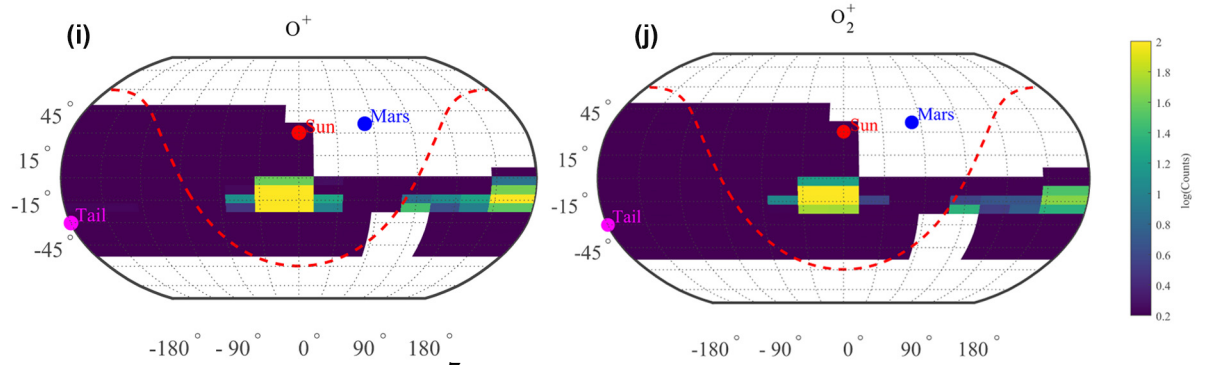 (i)
O+
45 °
15 °
-15 °
-45 °
Sun
Mars
Tail
-180 ° - 90 ° 0 ° 90 ° 180 °
(j)
O2+
45 °
15 °
-15 °
-45 °
Sun
Mars
Tail
-180 ° - 90 ° 0 ° 90 ° 180 °
2
1.8
1.6
1.4
1.2
1
0.8
0.6
0.4
0.2
log(Counts)